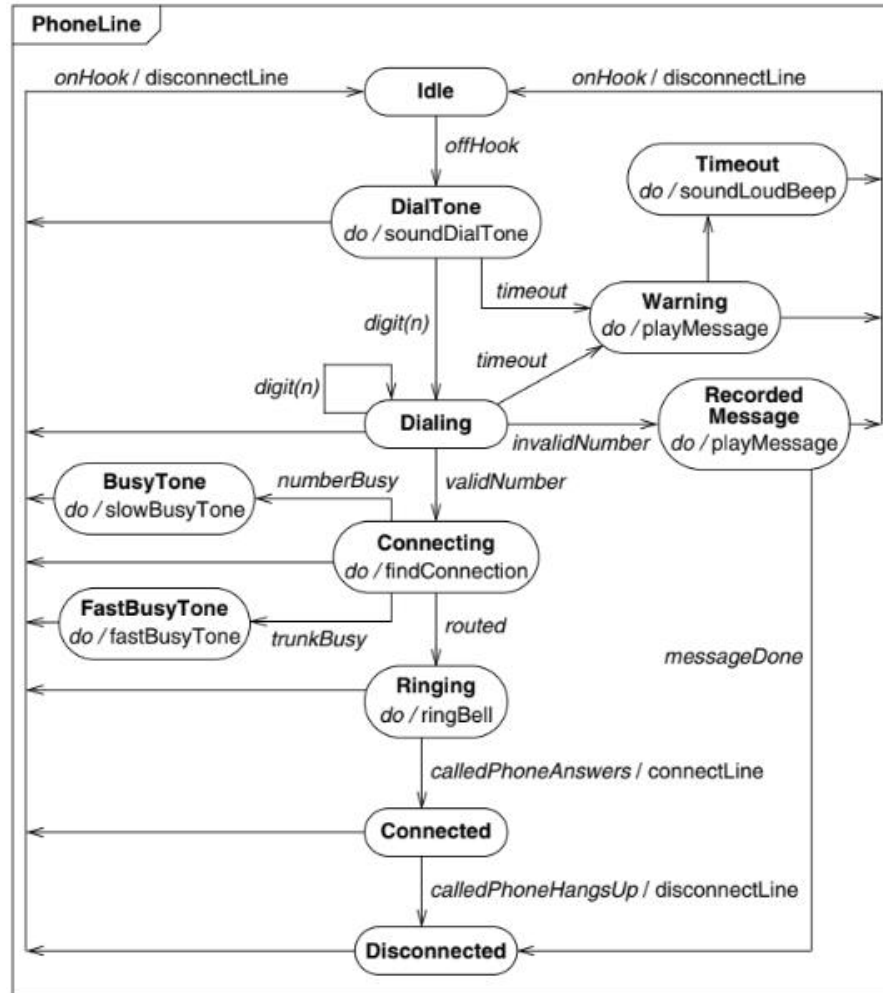 PhoneLine
onHook / disconnectLine
Idle
onHook / disconnectLine
offHook
Timeout
do / soundLoudBeep
DialTone
do / soundDialTone
timeout
Warning
do / playMessage
digit(n)
timeout
digit(n)
Dialing
invalidNumber
Recorded
Message
do / playMessage
BusyTone
do / slowBusyTone
numberBusy
validNumber
Connecting
do / findConnection
FastBusyTone
do / fastBusyTone
trunkBusy
routed
messageDone
Ringing
do / ringBell
calledPhoneAnswers / connectLine
Connected
calledPhoneHangsUp / disconnectLine
Disconnected